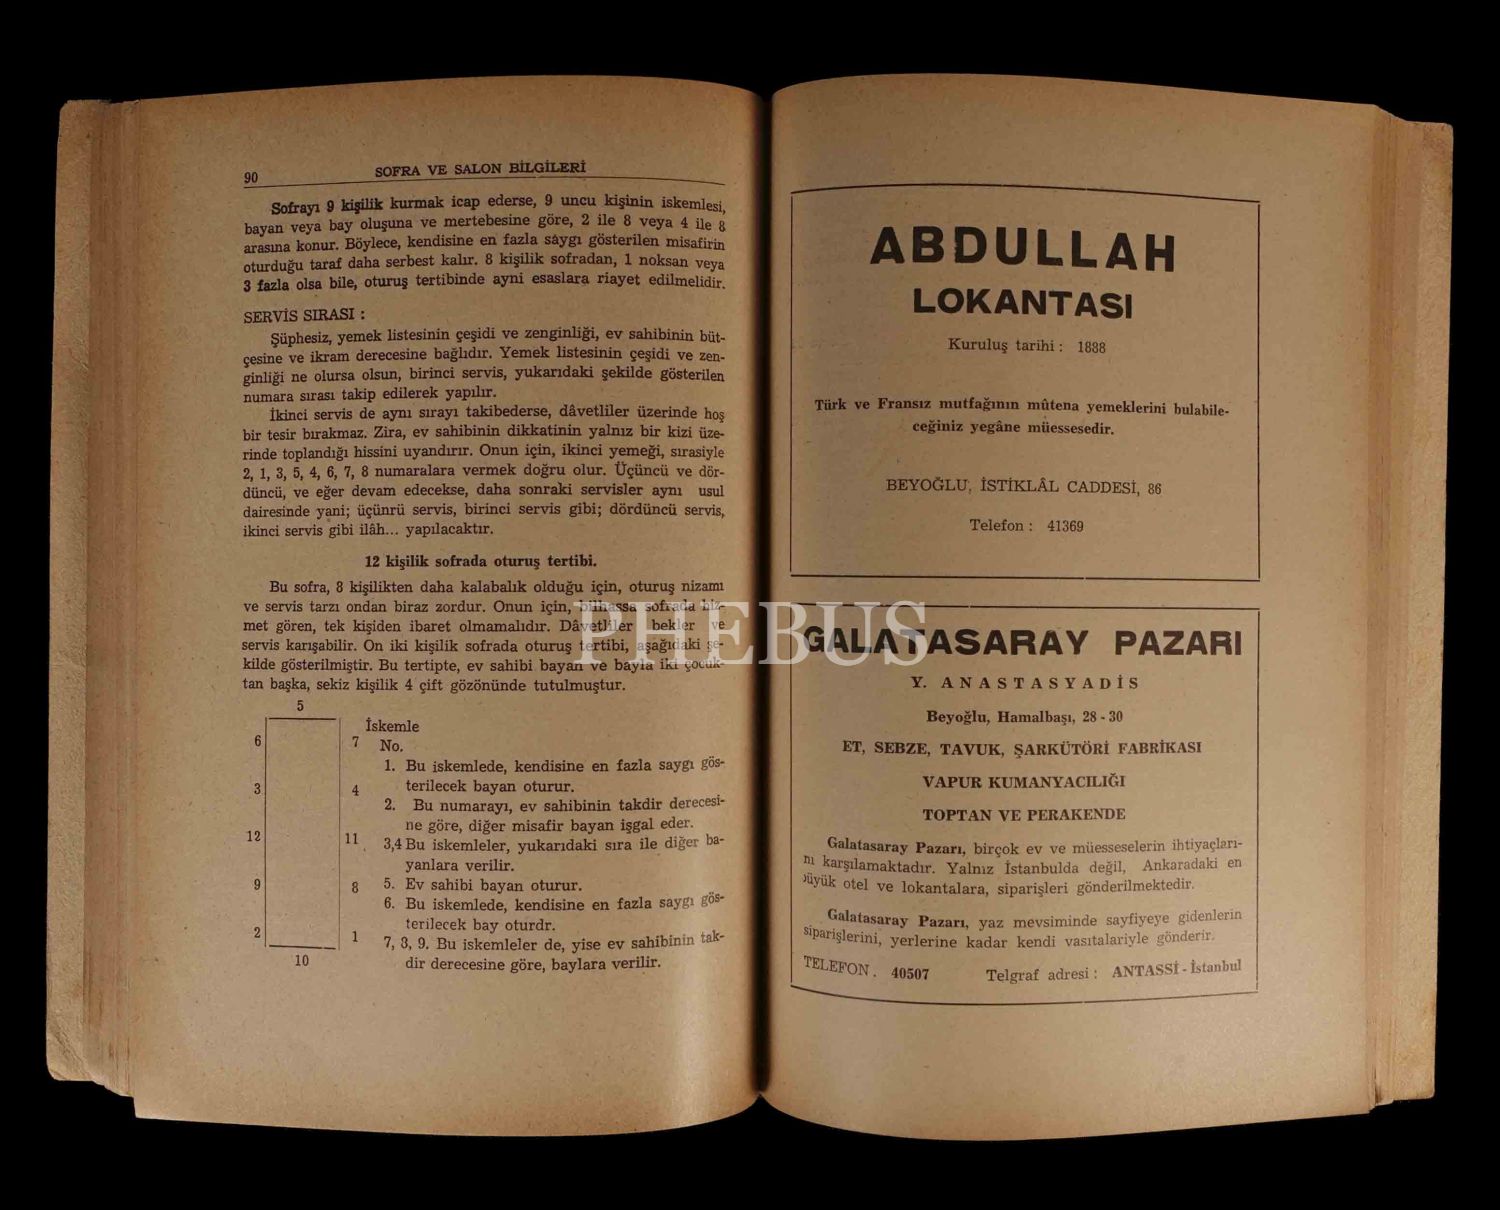 90
SOFRA VE SALON BİLGİLERİ
Sofrayı 9 kişilik kurmak icap ederse, 9 uncu kişinin iskemlesi,
bayan veya bay oluşuna ve mertebesine göre, 2 ile 8 veya 4 ile 8
arasına konur. Böylece, kendisine en fazla saygı gösterilen misafirin
oturduğu taraf daha serbest kalır. 8 kişilik sofradan, 1 noksan veya
3 fazla olsa bile, oturuş tertibinde ayni esaslara riayet edilmelidir.
SERVİS SIRASI :
Şüphesiz, yemek listesinin çeşidi ve zenginliği, ev sahibinin büt-
çesine ve ikram derecesine bağlıdır. Yemek listesinin çeşidi ve zen-
ginliği ne olursa olsun, birinci servis, yukarıdaki şekilde gösterilen
numara sırası takip edilerek yapılır.
İkinci servis de aynı sırayı takibederse, dâvetliler üzerinde hoş
bir tesir bırakmaz. Zira, ev sahibinin dikkatinin yalnız bir kizi üze-
rinde toplandığı hissini uyandırır. Onun için, ikinci yemeği, sırasiyle
2, 1, 3, 5, 4, 6, 7, 8 numaralara vermek doğru olur. Üçüncü ve dör-
düncü, ve eğer devam edecekse, daha sonraki servisler aynı usul
dairesinde yani; üçünrü servis, birinci servis gibi; dördüncü servis,
ikinci servis gibi ilâh... yapılacaktır.
12 kişilik sofrada oturuş tertibi.
Bu sofra, 8 kişilikten daha kalabalık olduğu için, oturuş nizamı
ve servis tarzı ondan biraz zordur. Onun için, bilhassa sofrada hiz-
met gören, tek kişiden ibaret olmamalıdır. Dâvetliler bekler ve
servis karışabilir. On iki kişilik sofrada oturuş tertibi, aşağıdaki şe-
kilde gösterilmiştir. Bu tertipte, ev sahibi bayan ve bayla iki çocuk-
tan başka, sekiz kişilik 4 çift gözönünde tutulmuştur.
5
6 7
3 4
12 11
9 8
2 1
10
İskemle
No.
1. Bu iskemlede, kendisine en fazla saygı gös-
terilecek bayan oturur.
2. Bu numarayı, ev sahibinin takdir derecesi-
ne göre, diğer misafir bayan işgal eder.
3,4 Bu iskemleler, yukarıdaki sıra ile diğer ba-
yanlara verilir.
5. Ev sahibi bayan oturur.
6. Bu iskemlede, kendisine en fazla saygı gös-
terilecek bay oturdr.
7, 3, 9. Bu iskemleler de, yise ev sahibinin tak-
dir derecesine göre, baylara verilir.
ABDULLAH
LOKANTASI
Kuruluş tarihi : 1888
Türk ve Fransız mutfağının mûtena yemeklerini bulabile-
ceğiniz yegâne müessesedir.
BEYOĞLU, İSTİKLÂL CADDESİ, 86
Telefon : 41369
GALATASARAY PAZARI
Y. ANASTASYADİS
Beyoğlu, Hamalbaşı, 28 - 30
ET, SEBZE, TAVUK, ŞARKÜTÖRİ FABRİKASI
VAPUR KUMANYACILIĞI
TOPTAN VE PERAKENDE
Galatasaray Pazarı, birçok ev ve müesseselerin ihtiyaçları-
nı karşılamaktadır. Yalnız İstanbulda değil, Ankaradaki en
büyük otel ve lokantalara, siparişleri gönderilmektedir.
Galatasaray Pazarı, yaz mevsiminde sayfiyeye gidenlerin
siparişlerini, yerlerine kadar kendi vasıtalariyle gönderir.
TELEFON. 40507 Telgraf adresi : ANTASSİ - İstanbul
PHEBUS